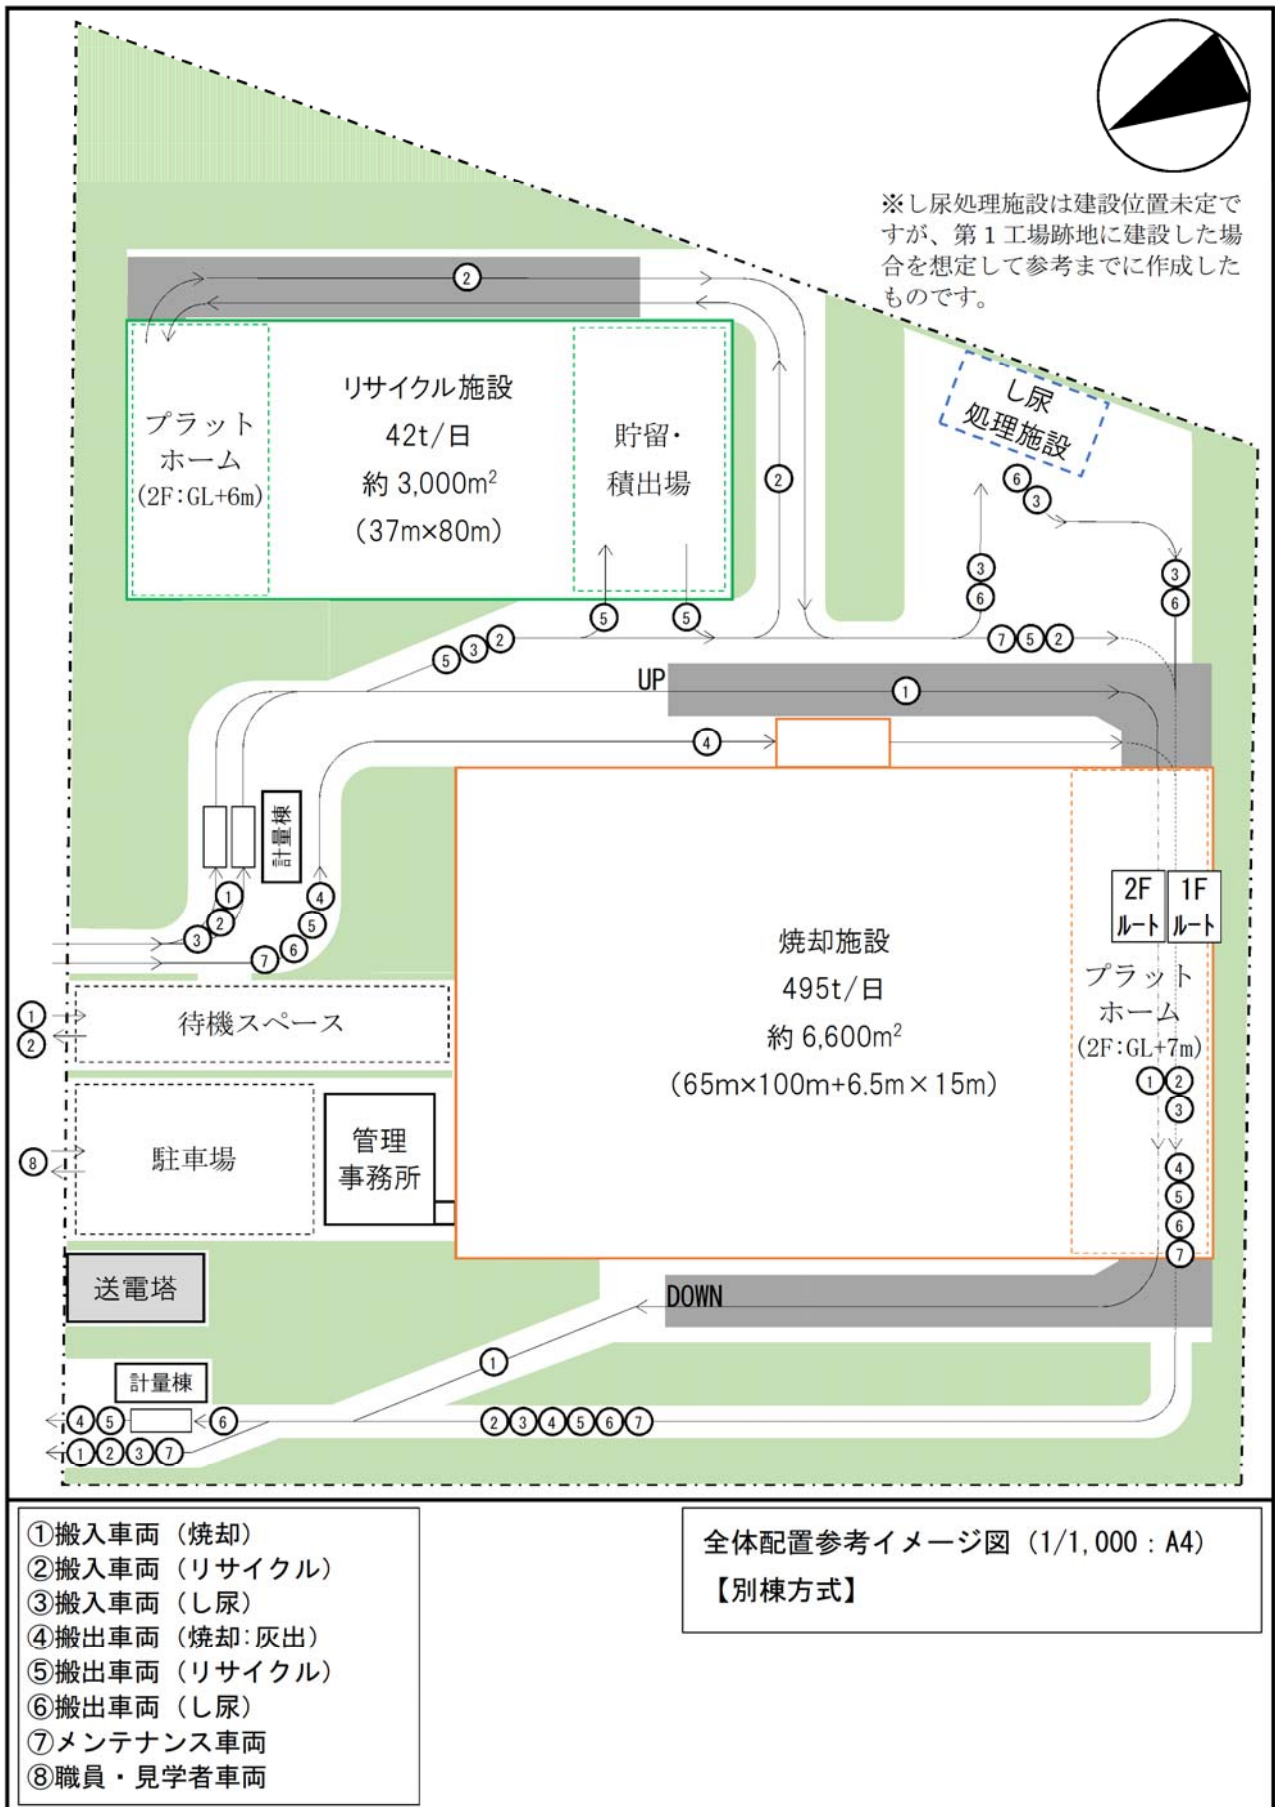 ※し尿処理施設は建設位置未定で
すが、第1工場跡地に建設した場
合を想定して参考までに作成した
ものです。
②
リサイクル施設
42t/日
約 3,000m²
(37m×80m)
プラット
ホーム
(2F:GL+6m)
貯留・
積出場
②
し尿
処理施設
⑥
③
③
⑥
③
⑥
⑤
⑤
⑤③②
⑦⑤②
UP
①
④
計量棟
①
②
③
④
⑤
⑥
⑦
2F
ルート
1F
ルート
焼却施設
495t/日
約 6,600m²
(65m×100m+6.5m×15m)
プラット
ホーム
(2F:GL+7m)
①②
③
④
⑤
⑥
⑦
①
②
待機スペース
⑧
駐車場
管理
事務所
送電塔
DOWN
①
計量棟
④⑤
⑥
②③④⑤⑥⑦
①②③⑦
①搬入車両（焼却）
②搬入車両（リサイクル）
③搬入車両（し尿）
④搬出車両（焼却:灰出）
⑤搬出車両（リサイクル）
⑥搬出車両（し尿）
⑦メンテナンス車両
⑧職員・見学者車両
全体配置参考イメージ図（1/1,000：A4）
【別棟方式】